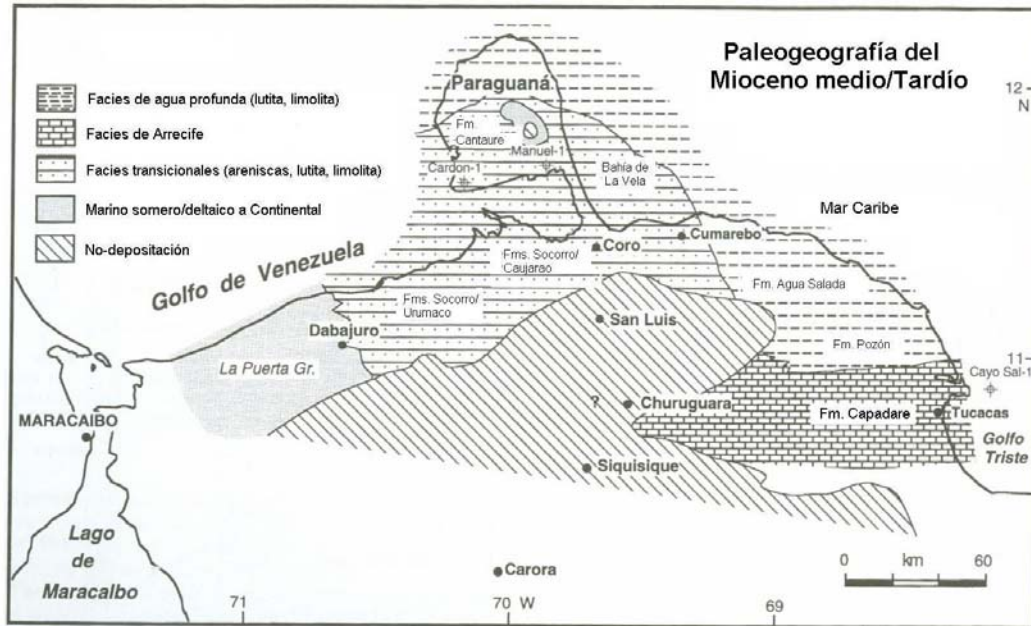 Paleogeografía del
Mioceno medio/Tardío
Facies de agua profunda (lutita, limolita)
Facies de Arrecife
Facies transicionales (areniscas, lutita, limolita)
Marino somero/deltaico a Continental
No-depositación
12
N
Paraguaná
Fm.
Cantaure
Manuel-1
Cardon-1
Bahía de
La Vela
Mar Caribe
Golfo de Venezuela
Coro
Cumarebo
Fms. Socorro/
Caujarao
Fm. Agua Salada
Fms. Socorro/
Urumaco
Dabajuro
San Luis
Fm. Pozón
11
La Puerta Gr.
Cayo Sal-1
? Churuguara
Fm. Capadare
Tucacas
MARACAIBO
Golfo
Triste
Siquisique
Lago
de
Maracalbo
Carora
0 km 60
71
70 W
69